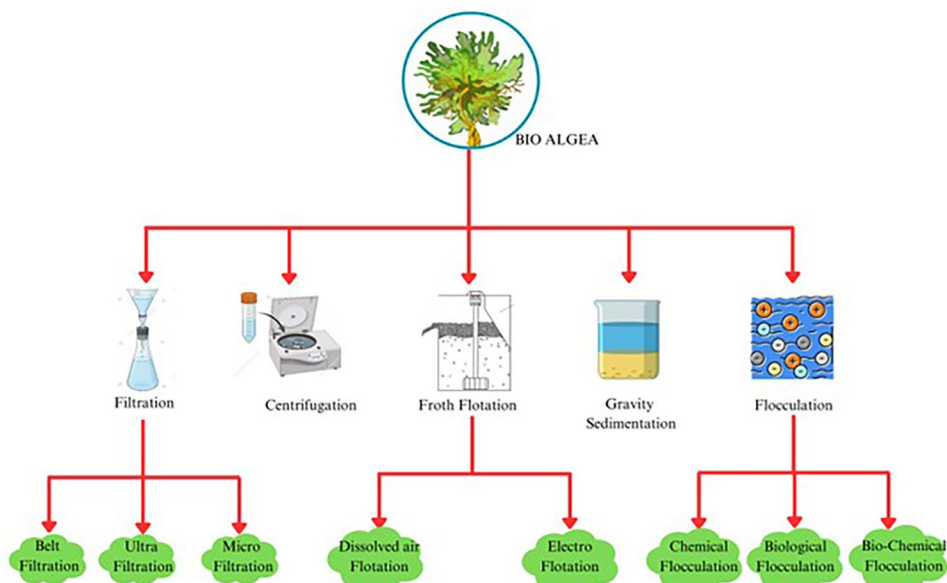 BIO ALGEA
Filtration
Centrifugation
Froth Flotation
Gravity
Sedimentation
Flocculation
Belt
Filtration
Ultra
Filtration
Micro
Filtration
Dissolved air
Flotation
Electro
Flotation
Chemical
Flocculation
Biological
Flocculation
Bio-Chemical
Flocculation